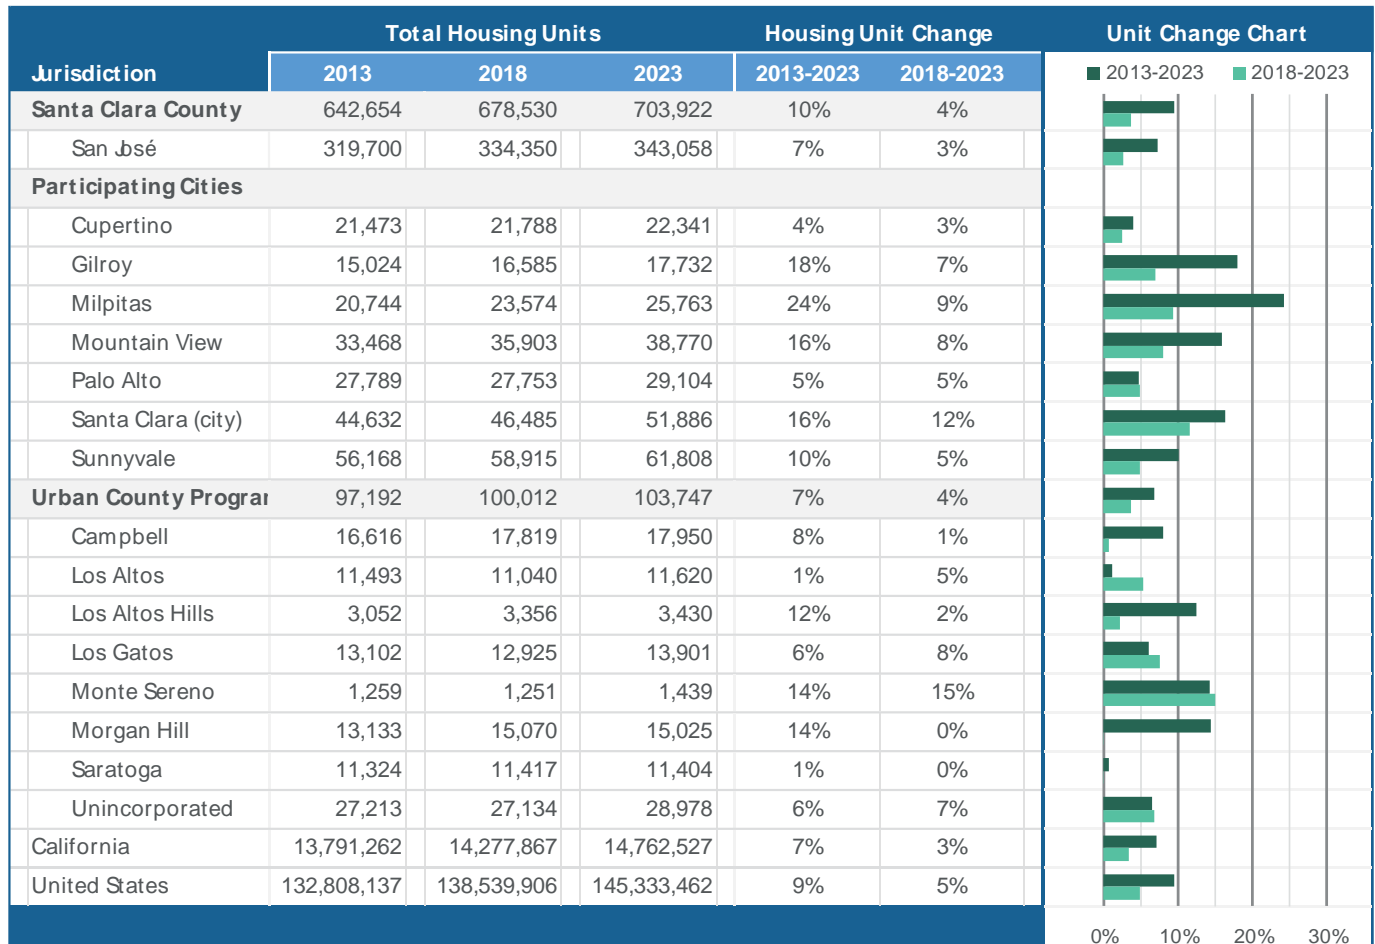 Total Housing Units Housing Unit Change Unit Change Chart
Jurisdiction 2013 2018 2023 2013-2023 2018-2023 2013-2023 2018-2023
Santa Clara County 642,654 678,530 703,922 10% 4%
San José 319,700 334,350 343,058 7% 3%
Participating Cities
Cupertino 21,473 21,788 22,341 4% 3%
Gilroy 15,024 16,585 17,732 18% 7%
Milpitas 20,744 23,574 25,763 24% 9%
Mountain View 33,468 35,903 38,770 16% 8%
Palo Alto 27,789 27,753 29,104 5% 5%
Santa Clara (city) 44,632 46,485 51,886 16% 12%
Sunnyvale 56,168 58,915 61,808 10% 5%
Urban County Prograr 97,192 100,012 103,747 7% 4%
Campbell 16,616 17,819 17,950 8% 1%
Los Altos 11,493 11,040 11,620 1% 5%
Los Altos Hills 3,052 3,356 3,430 12% 2%
Los Gatos 13,102 12,925 13,901 6% 8%
Monte Sereno 1,259 1,251 1,439 14% 15%
Morgan Hill 13,133 15,070 15,025 14% 0%
Saratoga 11,324 11,417 11,404 1% 0%
Unincorporated 27,213 27,134 28,978 6% 7%
California 13,791,262 14,277,867 14,762,527 7% 3%
United States 132,808,137 138,539,906 145,333,462 9% 5%
0% 10% 20% 30%